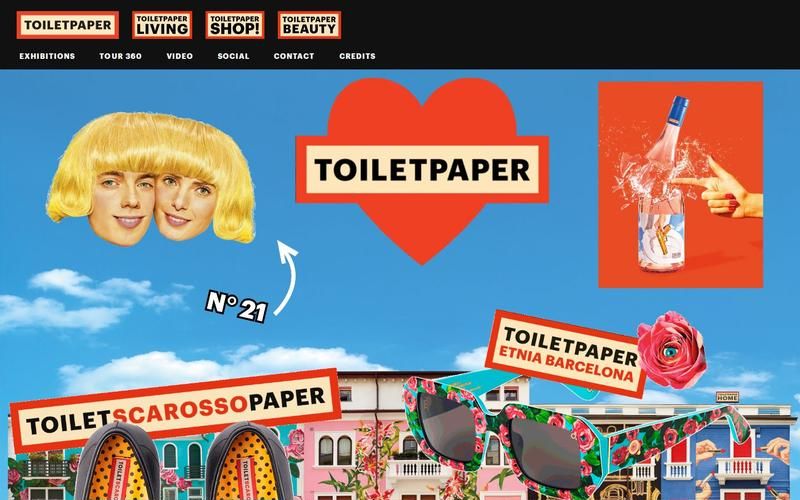 TOILETPAPER
TOILETPAPER
LIVING
TOILETPAPER
SHOP!
TOILETPAPER
BEAUTY
EXHIBITIONS
TOUR 360
VIDEO
SOCIAL
CONTACT
CREDITS
TOILETPAPER
N° 21
TOILETPAPER
ETNIA BARCELONA
HOME
TOILETSCAROSSOPAPER